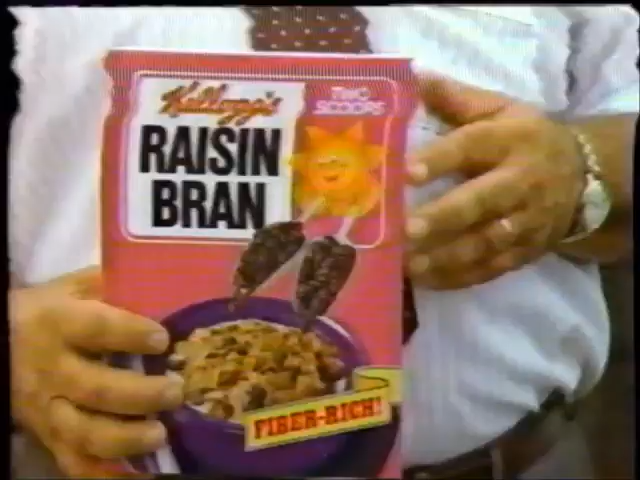 Kellogg's
TWO
SCOOPS
RAISIN
BRAN
FIBER-RICH!